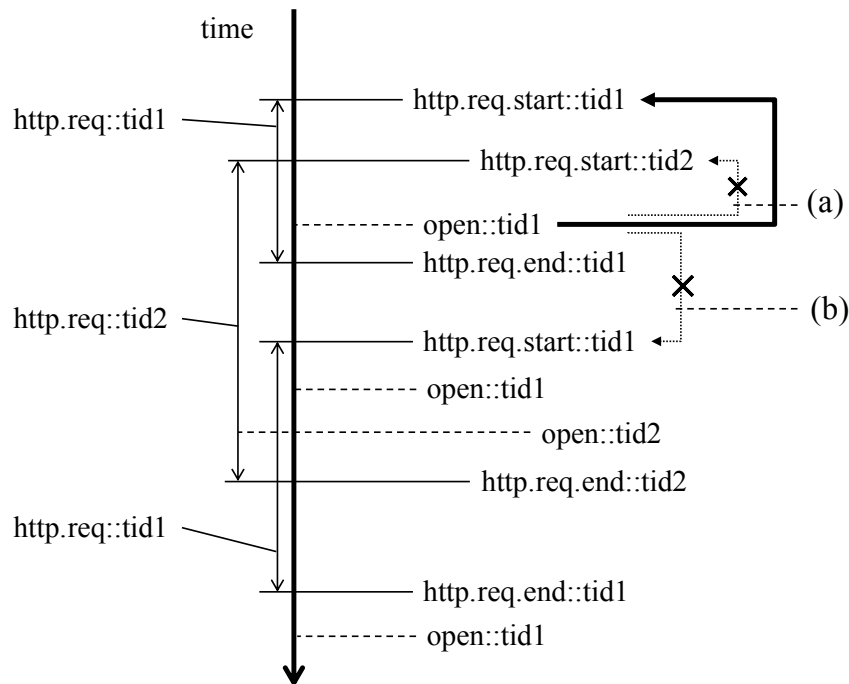 time
http.req.start::tid1
http.req::tid1
http.req.start::tid2
(a)
open::tid1
http.req.end::tid1
(b)
http.req::tid2
http.req.start::tid1
open::tid1
open::tid2
http.req.end::tid2
http.req::tid1
http.req.end::tid1
open::tid1